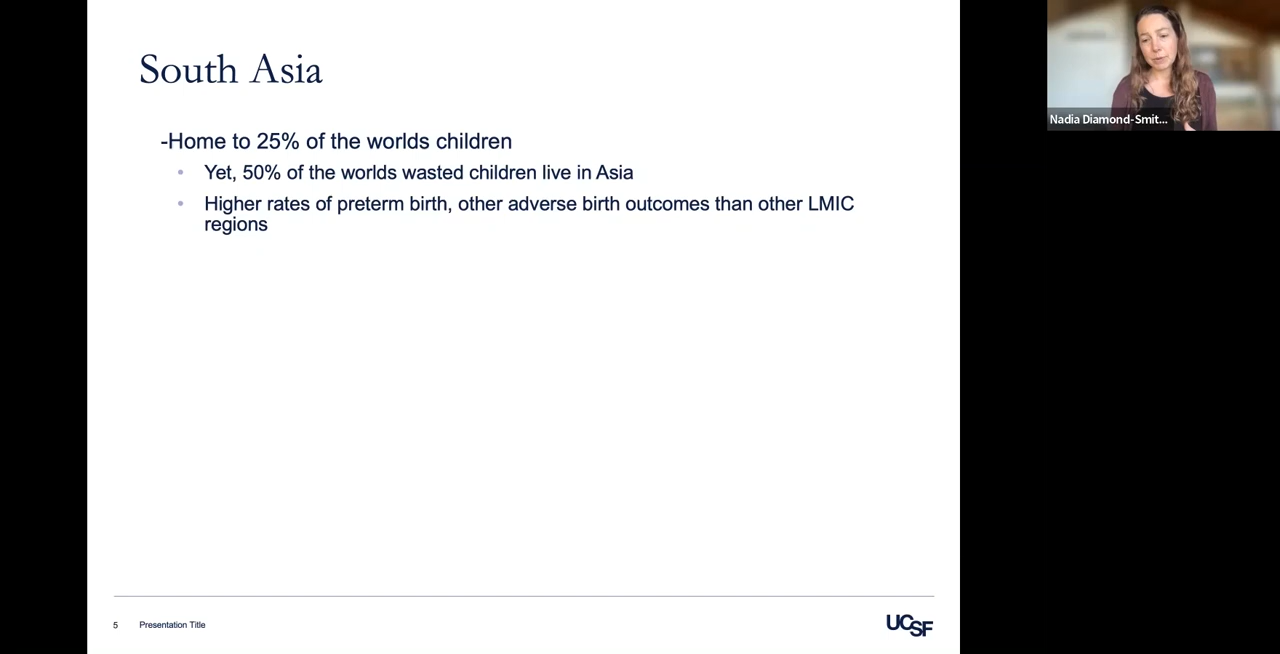 South Asia
-Home to 25% of the worlds children
• Yet, 50% of the worlds wasted children live in Asia
• Higher rates of preterm birth, other adverse birth outcomes than other LMIC
regions
5 Presentation Title
UCSF
Nadia Diamond-Smit...